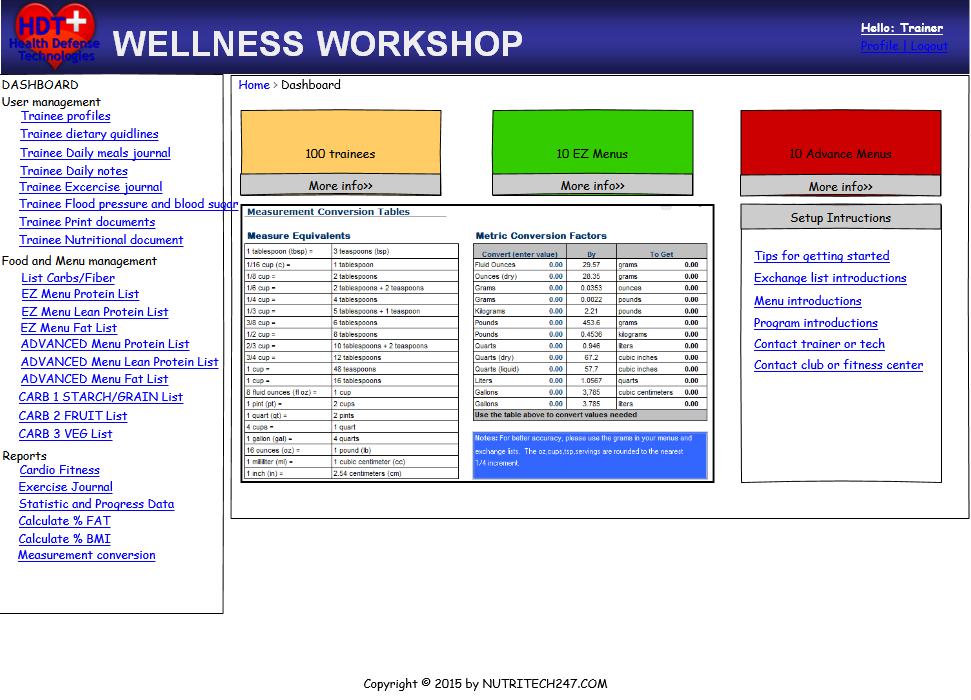 HDT+
Health Defense
Technologies
WELLNESS WORKSHOP
Hello: Trainer
Profile | Logout
DASHBOARD
User management
Trainee profiles
Trainee dietary quidlines
Trainee Daily meals journal
Trainee Daily notes
Trainee Excercise journal
Trainee Flood pressure and blood sugar
Trainee Print documents
Trainee Nutritional document
Food and Menu management
List Carbs/Fiber
EZ Menu Protein List
EZ Menu Lean Protein List
EZ Menu Fat List
ADVANCED Menu Protein List
ADVANCED Menu Lean Protein List
ADVANCED Menu Fat List
CARB 1 STARCH/GRAIN List
CARB 2 FRUIT List
CARB 3 VEG List
Reports
Cardio Fitness
Exercise Journal
Statistic and Progress Data
Calculate % FAT
Calculate % BMI
Measurement conversion
Home > Dashboard
100 trainees
More info>>
10 EZ Menus
More info>>
10 Advance Menus
More info>>
Measurement Conversion Tables
Measure Equivalents
1 tablespoon (tbsp) = 3 teaspoons (tsp)
1/16 cup (c) = 1 tablespoon
1/8 cup = 2 tablespoons
1/6 cup = 2 tablespoons + 2 teaspoons
1/4 cup = 4 tablespoons
1/3 cup = 5 tablespoons + 1 teaspoon
3/8 cup = 6 tablespoons
1/2 cup = 8 tablespoons
2/3 cup = 10 tablespoons + 2 teaspoons
3/4 cup = 12 tablespoons
1 cup = 48 teaspoons
1 cup = 16 tablespoons
8 fluid ounces (fl oz) = 1 cup
1 pint (pt) = 2 cups
1 quart (qt) = 2 pints
4 cups = 1 quart
1 gallon (gal) = 4 quarts
16 ounces (oz) = 1 pound (lb)
1 milliliter (ml) = 1 cubic centimeter (cc)
1 inch (in) = 2.54 centimeters (cm)
Metric Conversion Factors
Convert (enter value) By To Get
Fluid Ounces 0.00 29.57 grams 0.00
Ounces (dry) 0.00 28.35 grams 0.00
Grams 0.00 0.0353 ounces 0.00
Grams 0.00 0.0022 pounds 0.00
Kilograms 0.00 2.21 pounds 0.00
Pounds 0.00 453.6 grams 0.00
Pounds 0.00 0.4536 kilograms 0.00
Quarts 0.00 0.946 liters 0.00
Quarts (dry) 0.00 67.2 cubic inches 0.00
Quarts (liquid) 0.00 57.7 cubic inches 0.00
Liters 0.00 1.0567 quarts 0.00
Gallons 0.00 3,785 cubic centimeters 0.00
Gallons 0.00 3.785 liters 0.00
Use the table above to convert values needed
Notes: For better accuracy, please use the grams in your menus and
exchange lists. The oz,cups,tsp,servings are rounded to the nearest
1/4 increment.
Setup Intructions
Tips for getting started
Exchange list introductions
Menu introductions
Program introductions
Contact trainer or tech
Contact club or fitness center
Copyright © 2015 by NUTRITECH247.COM